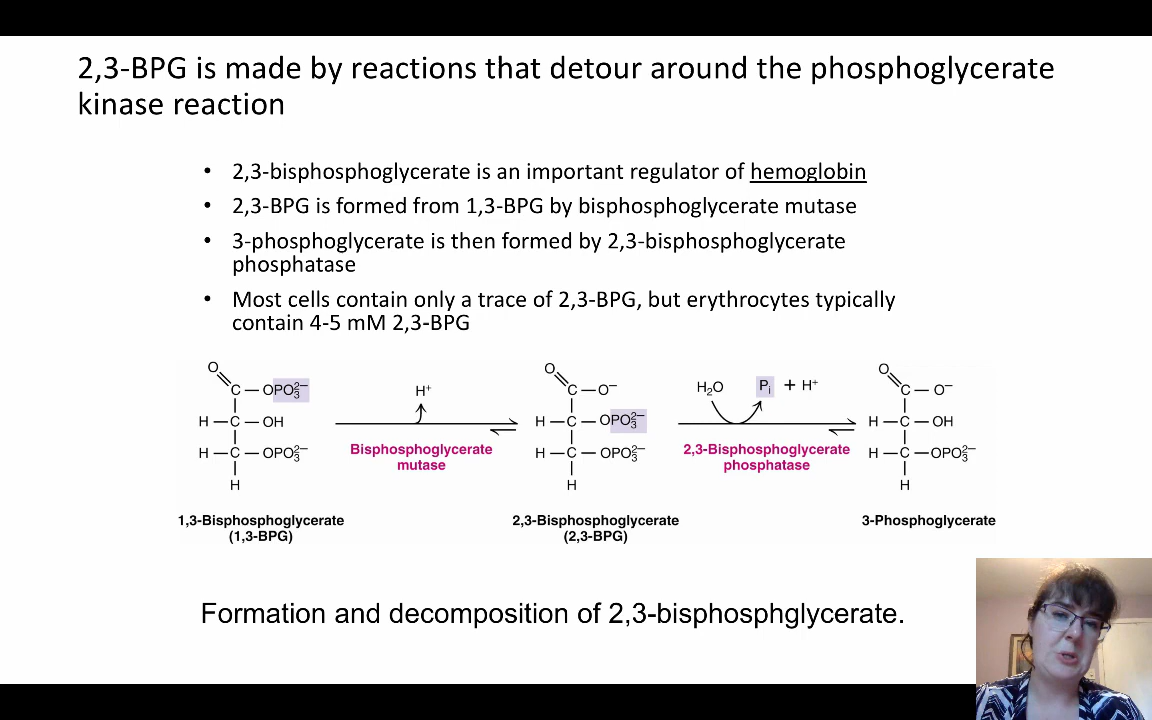 2,3-BPG is made by reactions that detour around the phosphoglycerate
kinase reaction
• 2,3-bisphosphoglycerate is an important regulator of hemoglobin
• 2,3-BPG is formed from 1,3-BPG by bisphosphoglycerate mutase
• 3-phosphoglycerate is then formed by 2,3-bisphosphoglycerate
phosphatase
• Most cells contain only a trace of 2,3-BPG, but erythrocytes typically
contain 4-5 mM 2,3-BPG
O
C — OPO₃²⁻
H — C — OH
H — C — OPO₃²⁻
H
1,3-Bisphosphoglycerate
(1,3-BPG)
H⁺
Bisphosphoglycerate
mutase
O
C — O⁻
H — C — OPO₃²⁻
H — C — OPO₃²⁻
H
2,3-Bisphosphoglycerate
(2,3-BPG)
H₂O Pᵢ + H⁺
2,3-Bisphosphoglycerate
phosphatase
O
C — O⁻
H — C — OH
H — C — OPO₃²⁻
H
3-Phosphoglycerate
Formation and decomposition of 2,3-bisphosphglycerate.